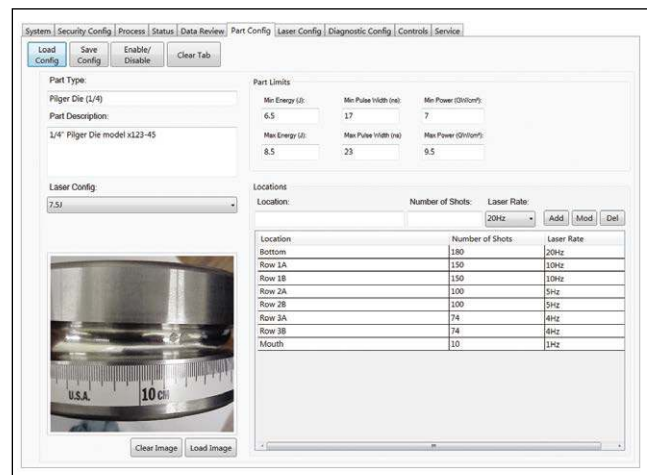 System Security Config Process Status Data Review Part Config Laser Config Diagnostic Config Controls Service
Load Config Save Config Enable/ Disable Clear Tab
Part Type:
Pilger Die (1/4)
Part Description:
1/4" Pilger Die model x123-45
Laser Config:
7.5J
U.S.A. 10 CM
Clear Image Load Image
Part Limits
Min Energy (J): Min Pulse Width (ns): Min Power (GW/cm²):
6.5 17 7
Max Energy (J): Max Pulse Width (ns) Max Power (GW/cm²):
8.5 23 9.5
Locations
Location: Number of Shots: Laser Rate:
20Hz Add Mod Del
Location Number of Shots Laser Rate
Bottom 180 20Hz
Row 1A 150 10Hz
Row 1B 150 10Hz
Row 2A 100 5Hz
Row 2B 100 5Hz
Row 3A 74 4Hz
Row 3B 74 4Hz
Mouth 10 1Hz